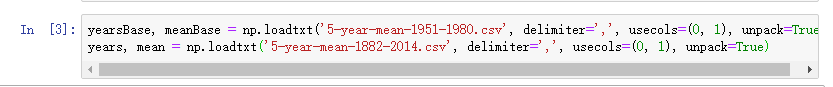 In [3]: yearsBase, meanBase = np.loadtxt('5-year-mean-1951-1980.csv', delimiter=',', usecols=(0, 1), unpack=True
years, mean = np.loadtxt('5-year-mean-1882-2014.csv', delimiter=',', usecols=(0, 1), unpack=True)